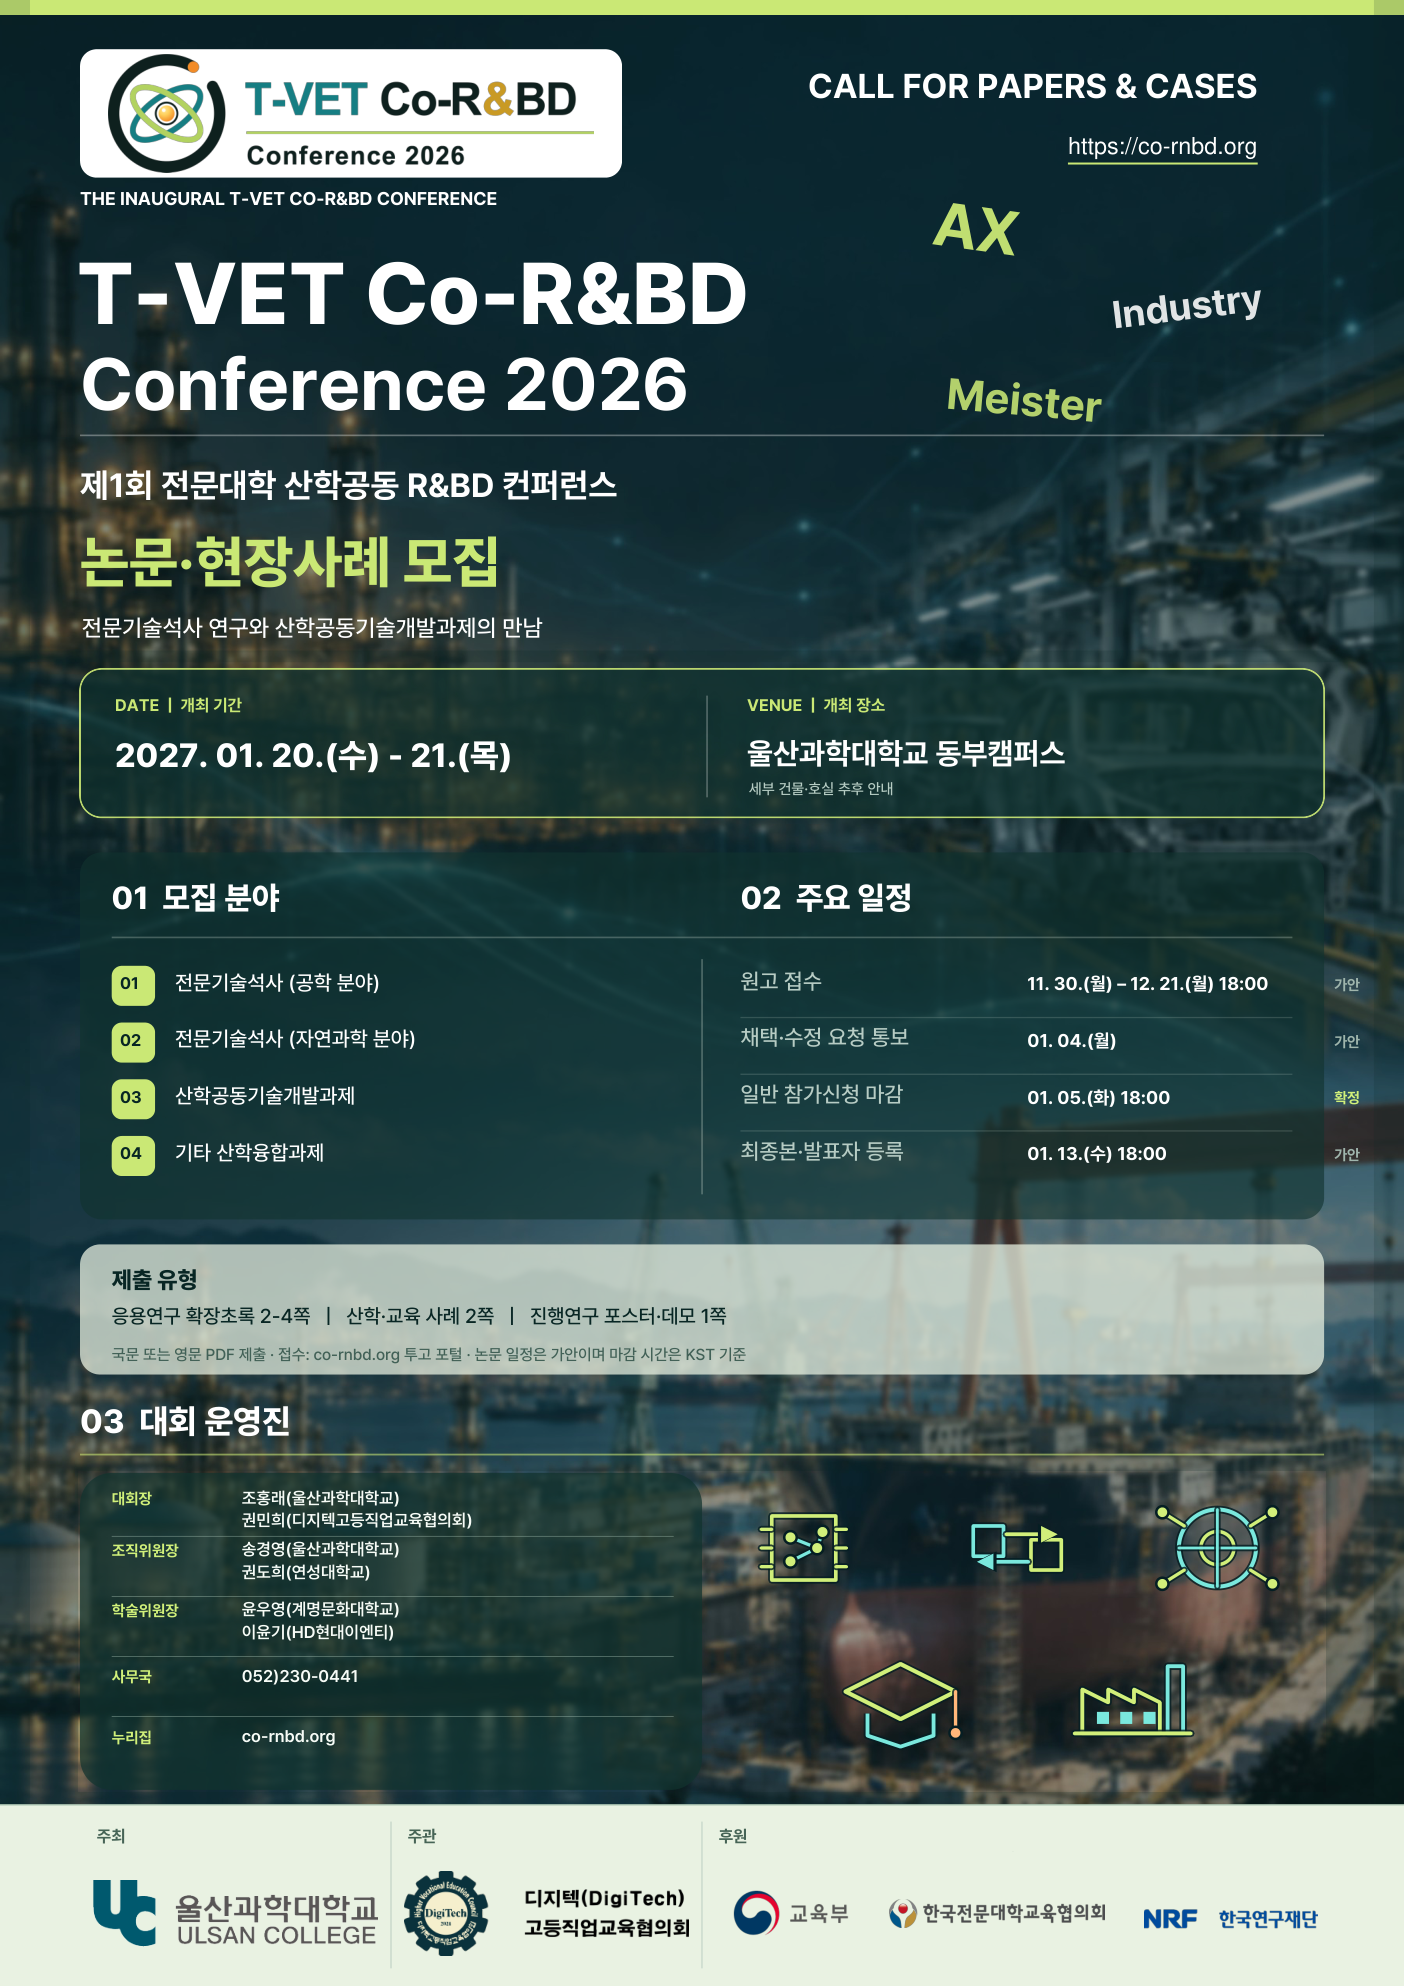 T-VET Co-R&BD
Conference 2026
THE INAUGURAL T-VET CO-R&BD CONFERENCE
CALL FOR PAPERS & CASES
https://co-rnbd.org
AX
Industry
Meister
T-VET Co-R&BD
Conference 2026
제1회 전문대학 산학공동 R&BD 컨퍼런스
논문·현장사례 모집
전문기술석사 연구와 산학공동기술개발과제의 만남
DATE | 개최 기간
2027. 01. 20.(수) - 21.(목)
VENUE | 개최 장소
울산과학대학교 동부캠퍼스
세부 건물·호실 추후 안내
01 모집 분야
01 전문기술석사 (공학 분야)
02 전문기술석사 (자연과학 분야)
03 산학공동기술개발과제
04 기타 산학융합과제
02 주요 일정
원고 접수 11. 30.(월) – 12. 21.(월) 18:00 가안
채택·수정 요청 통보 01. 04.(월) 가안
일반 참가신청 마감 01. 05.(화) 18:00 확정
최종본·발표자 등록 01. 13.(수) 18:00 가안
제출 유형
응용연구 확장초록 2-4쪽 | 산학·교육 사례 2쪽 | 진행연구 포스터·데모 1쪽
국문 또는 영문 PDF 제출 · 접수: co-rnbd.org 투고 포털 · 논문 일정은 가안이며 마감 시간은 KST 기준
03 대회 운영진
대회장 조홍래(울산과학대학교)
권민희(디지텍고등직업교육협의회)
조직위원장 송경영(울산과학대학교)
권도희(연성대학교)
학술위원장 윤우영(계명문화대학교)
이윤기(HD현대이엔티)
사무국 052)230-0441
누리집 co-rnbd.org
주최
Uc 울산과학대학교
ULSAN COLLEGE
주관
DigiTech
디지텍(DigiTech)
고등직업교육협의회
후원
교육부
한국전문대학교육협의회
NRF 한국연구재단